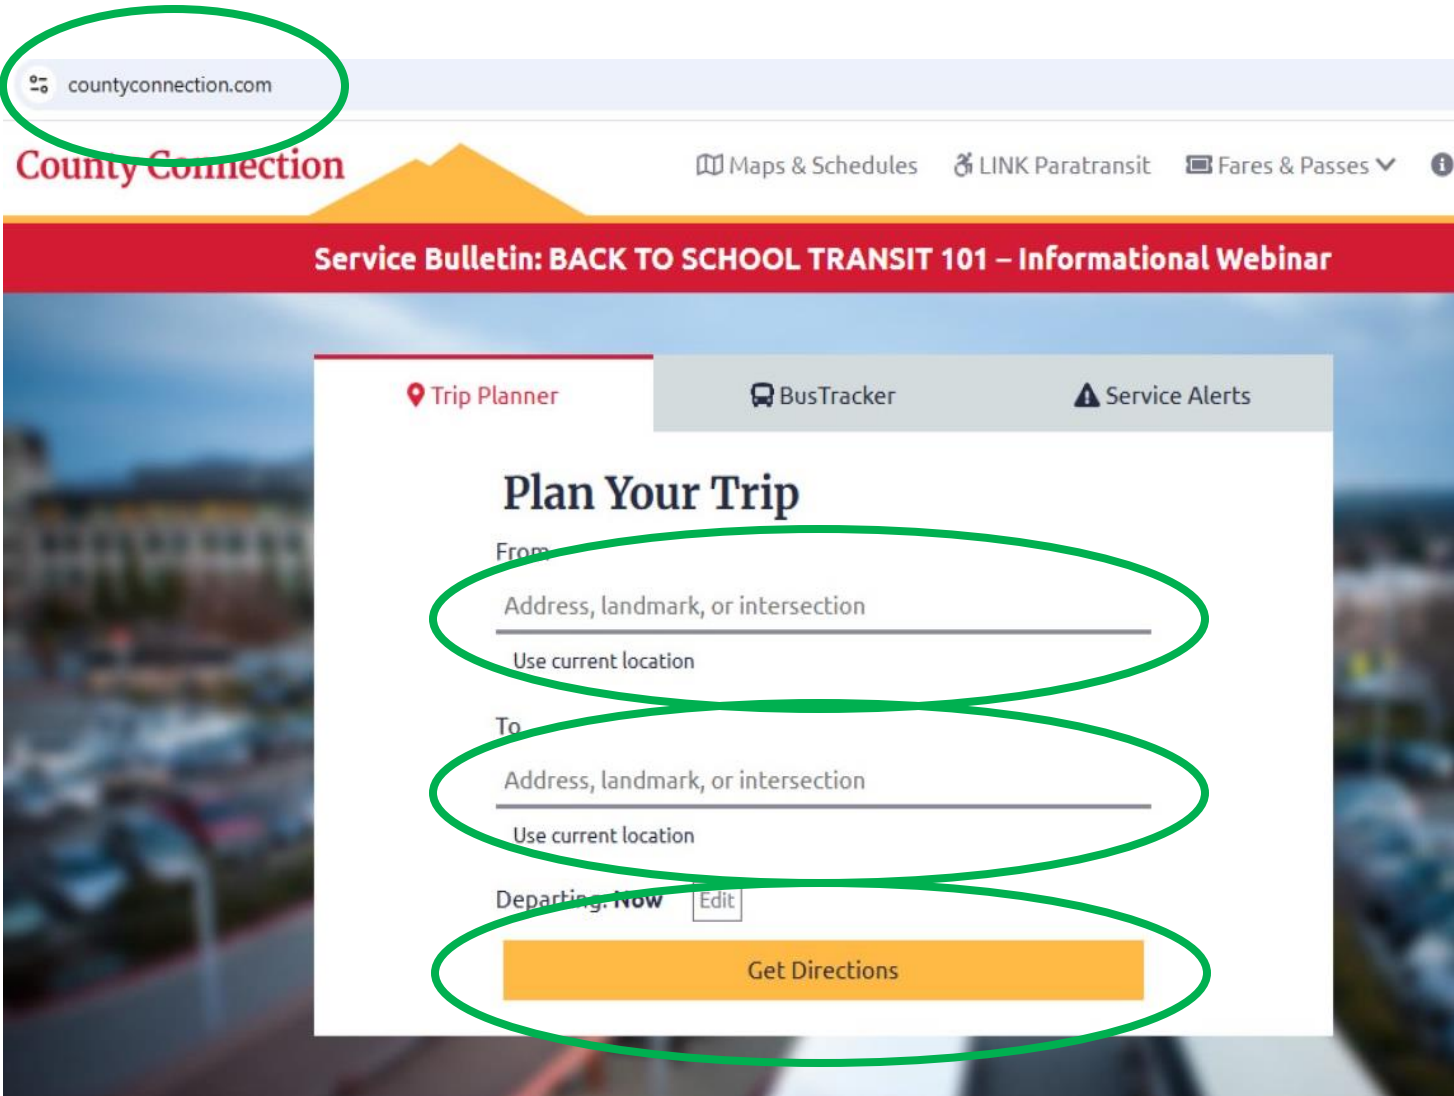 countyconnection.com
County Connection
Maps & Schedules LINK Paratransit Fares & Passes
Service Bulletin: BACK TO SCHOOL TRANSIT 101 – Informational Webinar
Trip Planner BusTracker Service Alerts
Plan Your Trip
From
Address, landmark, or intersection
Use current location
To
Address, landmark, or intersection
Use current location
Departing: Now Edit
Get Directions